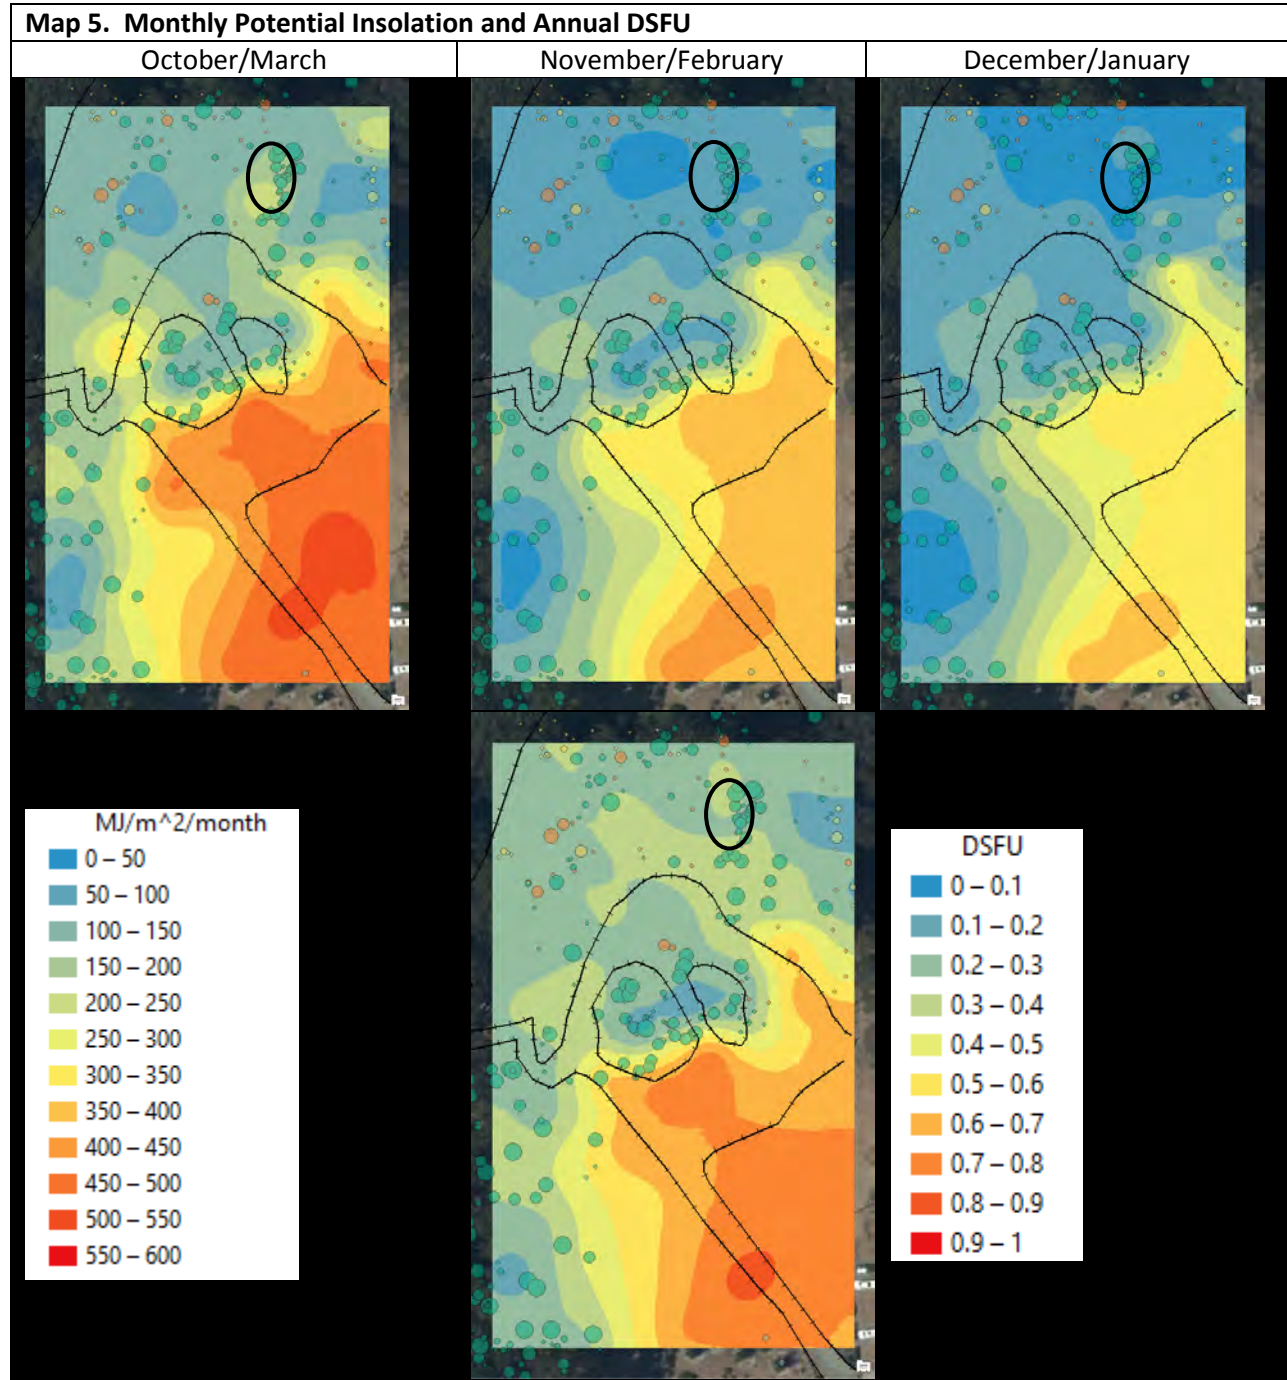 Map 5. Monthly Potential Insolation and Annual DSFU
October/March
November/February
December/January
MJ/m^2/month
0 – 50
50 – 100
100 – 150
150 – 200
200 – 250
250 – 300
300 – 350
350 – 400
400 – 450
450 – 500
500 – 550
550 – 600
DSFU
0 – 0.1
0.1 – 0.2
0.2 – 0.3
0.3 – 0.4
0.4 – 0.5
0.5 – 0.6
0.6 – 0.7
0.7 – 0.8
0.8 – 0.9
0.9 – 1